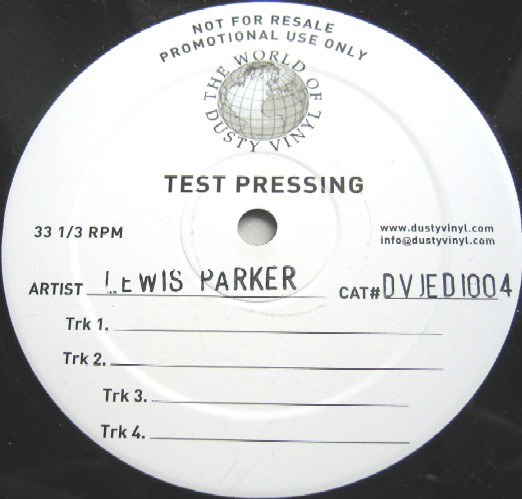 NOT FOR RESALE
PROMOTIONAL USE ONLY
THE WORLD OF
DUSTY VINYL
TEST PRESSING
33 1/3 RPM
www.dustyvinyl.com
info@dustyvinyl.com
ARTIST LEWIS PARKER CAT# DVJEDI004
Trk 1.
Trk 2.
Trk 3.
Trk 4.